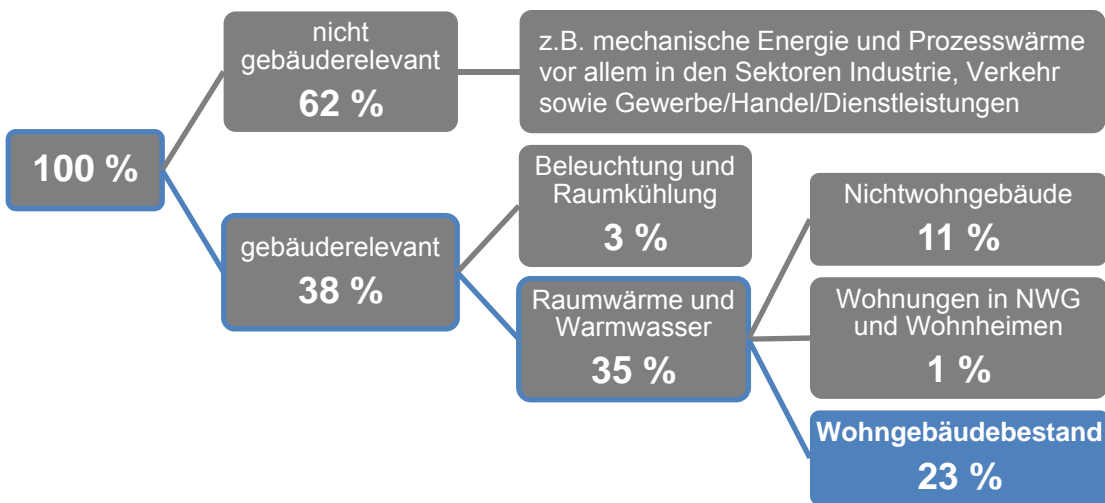 nicht
gebäuderelevant
62 %
z.B. mechanische Energie und Prozesswärme
vor allem in den Sektoren Industrie, Verkehr
sowie Gewerbe/Handel/Dienstleistungen
100 %
gebäuderelevant
38 %
Beleuchtung und
Raumkühlung
3 %
Raumwärme und
Warmwasser
35 %
Nichtwohngebäude
11 %
Wohnungen in NWG
und Wohnheimen
1 %
Wohngebäudebestand
23 %